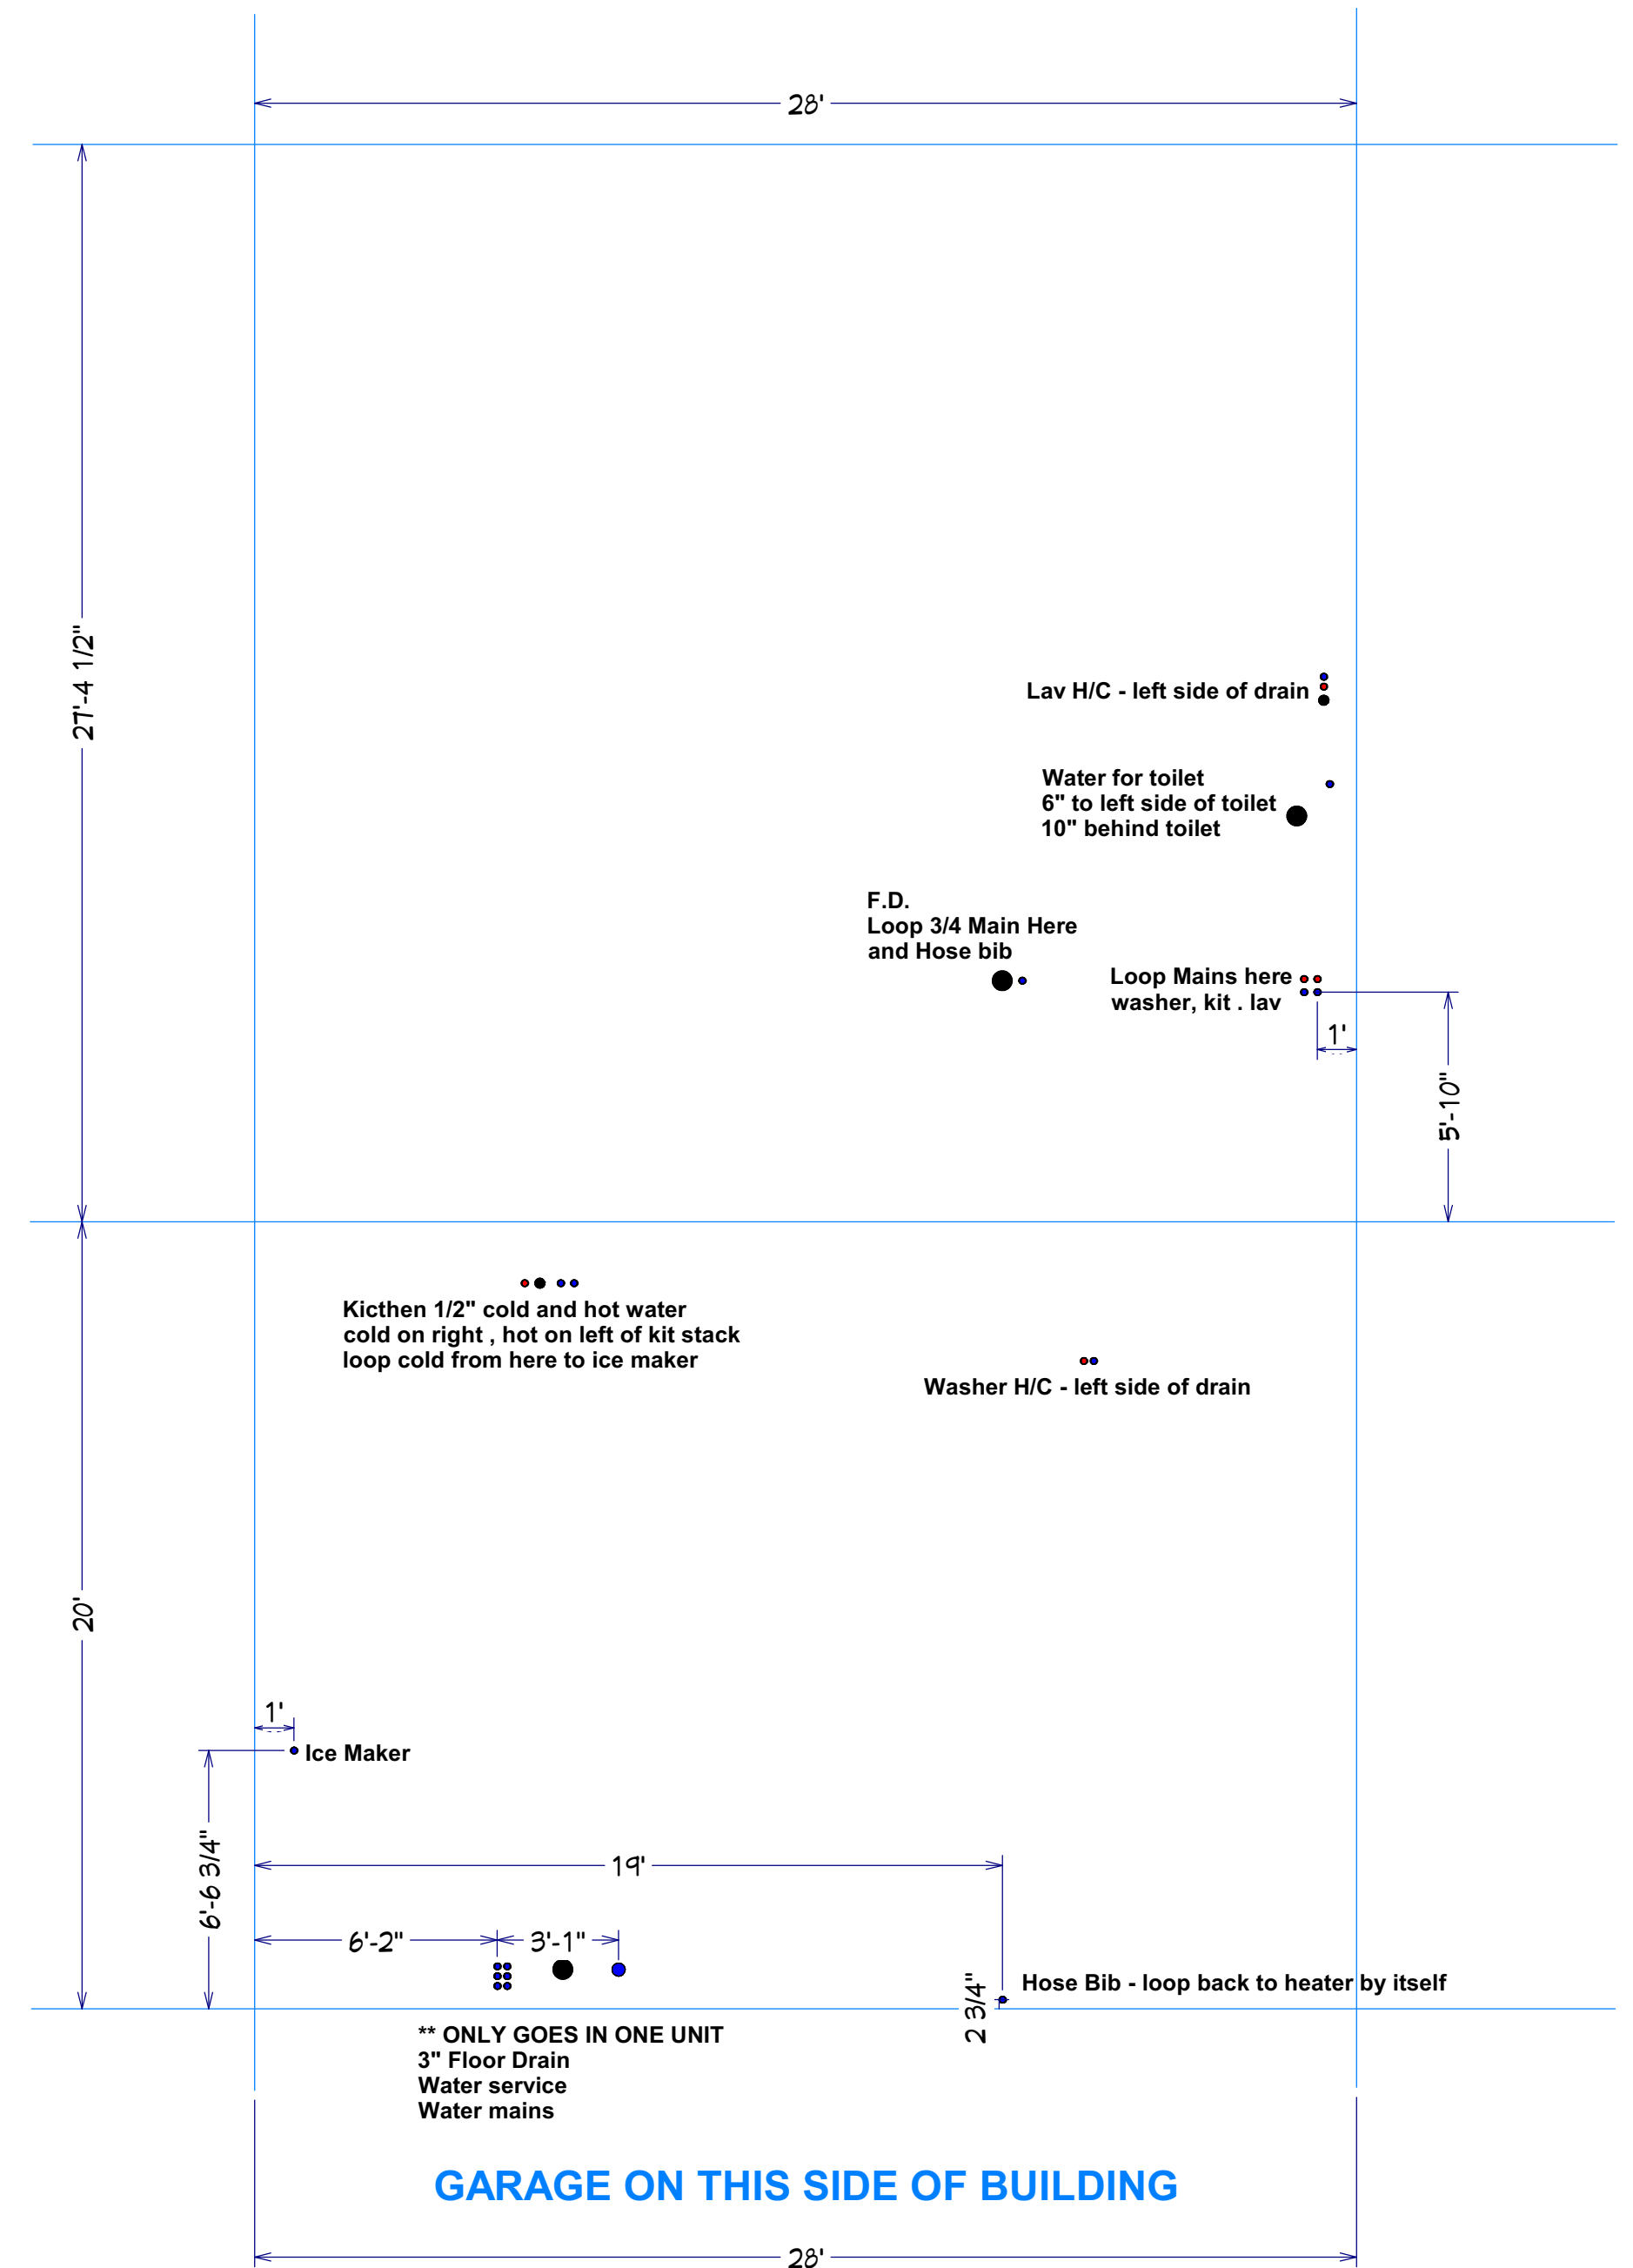 28'
27'-4 1/2"
Lav H/C - left side of drain
Water for toilet
6" to left side of toilet
10" behind toilet
F.D.
Loop 3/4 Main Here
and Hose bib
Loop Mains here
washer, kit . lav
1'
5'-10"
Kicthen 1/2" cold and hot water
cold on right , hot on left of kit stack
loop cold from here to ice maker
Washer H/C - left side of drain
20'
1'
Ice Maker
6'-6 3/4"
19'
6'-2"
3'-1"
2 3/4"
Hose Bib - loop back to heater by itself
** ONLY GOES IN ONE UNIT
3" Floor Drain
Water service
Water mains
GARAGE ON THIS SIDE OF BUILDING
28'